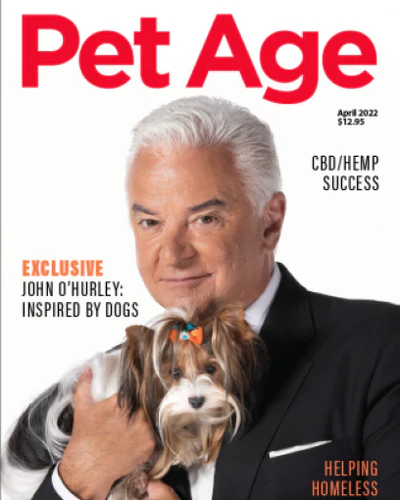 Pet Age
April 2022
$12.95
CBD/HEMP
SUCCESS
EXCLUSIVE
JOHN O'HURLEY:
INSPIRED BY DOGS
HELPING
HOMELESS